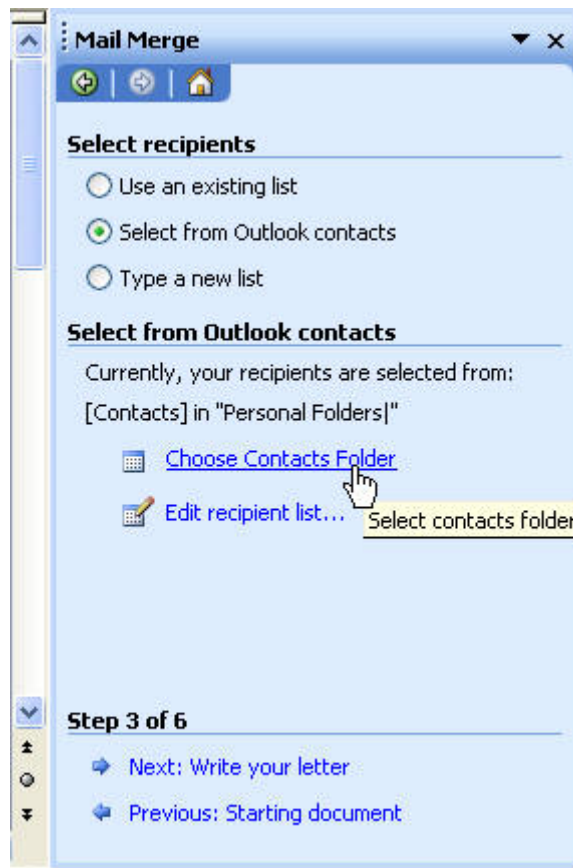 Mail Merge
Select recipients
Use an existing list
Select from Outlook contacts
Type a new list
Select from Outlook contacts
Currently, your recipients are selected from:
[Contacts] in "Personal Folders|"
Choose Contacts Folder
Edit recipient list...
Select contacts folder
Step 3 of 6
Next: Write your letter
Previous: Starting document